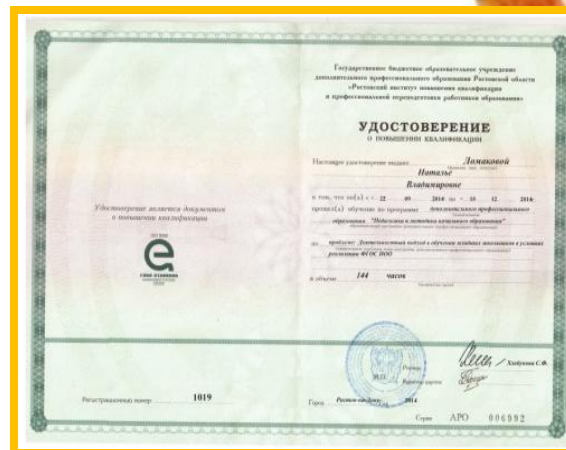 Удостоверение является документом
о повышении квалификации
ISO 9001
Регистрационный номер 1019
Государственное бюджетное образовательное учреждение
дополнительного профессионального образования Ростовской области
«Ростовский институт повышения квалификации
и профессиональной переподготовки работников образования»
УДОСТОВЕРЕНИЕ
О ПОВЫШЕНИИ КВАЛИФИКАЦИИ
Настоящее удостоверение выдано Ломаковой
Наталье
Владимировне
в том, что он(а) с « 22 09 2014 по « 2014
прошел(а) обучение по программе дополнительного профессионального
образования "Педагогика и методика начального образования"
по проблеме: Деятельностный подход в обучении младших школьников в условиях
реализации ФГОС НОО
в объеме 144 часов
М.П. Ректор Хлебунова С.Ф.
Город Ростов-на-Дону 2014
Серия АРО 006992